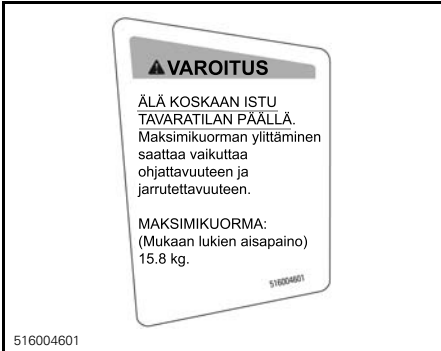 VAROITUS
ÄLÄ KOSKAAN ISTU
TAVARATILAN PÄÄLLÄ.
Maksimikuorman ylittäminen
saattaa vaikuttaa
ohjattavuuteen ja
jarrutettavuuteen.
MAKSIMIKUORMA:
(Mukaan lukien aisapaino)
15.8 kg.
516004601
516004601